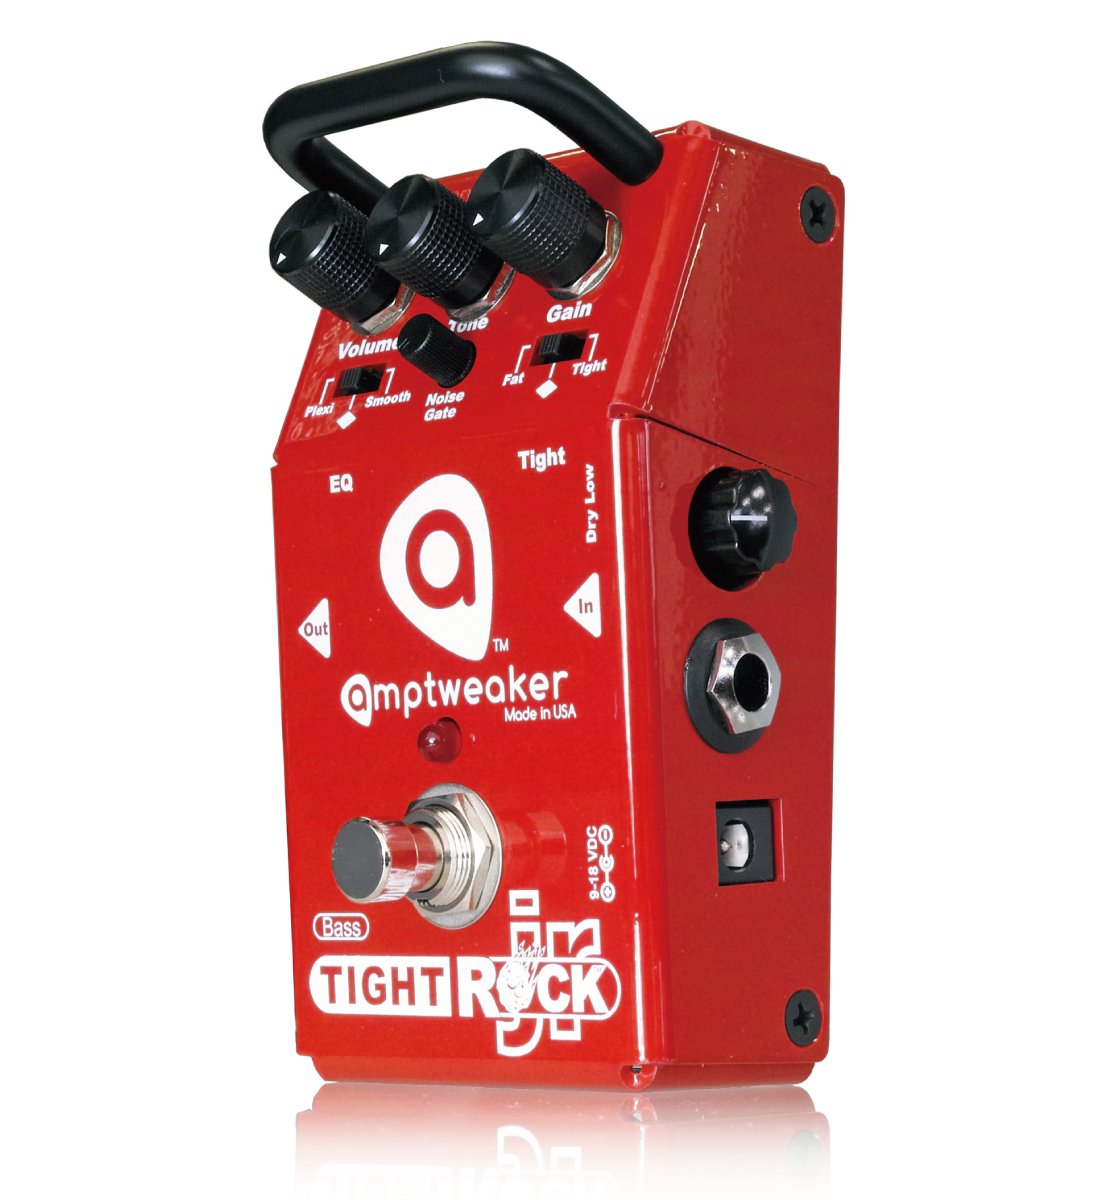 Volume
Tone
Gain
Plexi
Smooth
Noise
Gate
Fat
Tight
EQ
Tight
Dry Low
a
TM
Out
In
amptweaker
Made in USA
9-18 VDC
Bass
jr
TIGHT ROCK